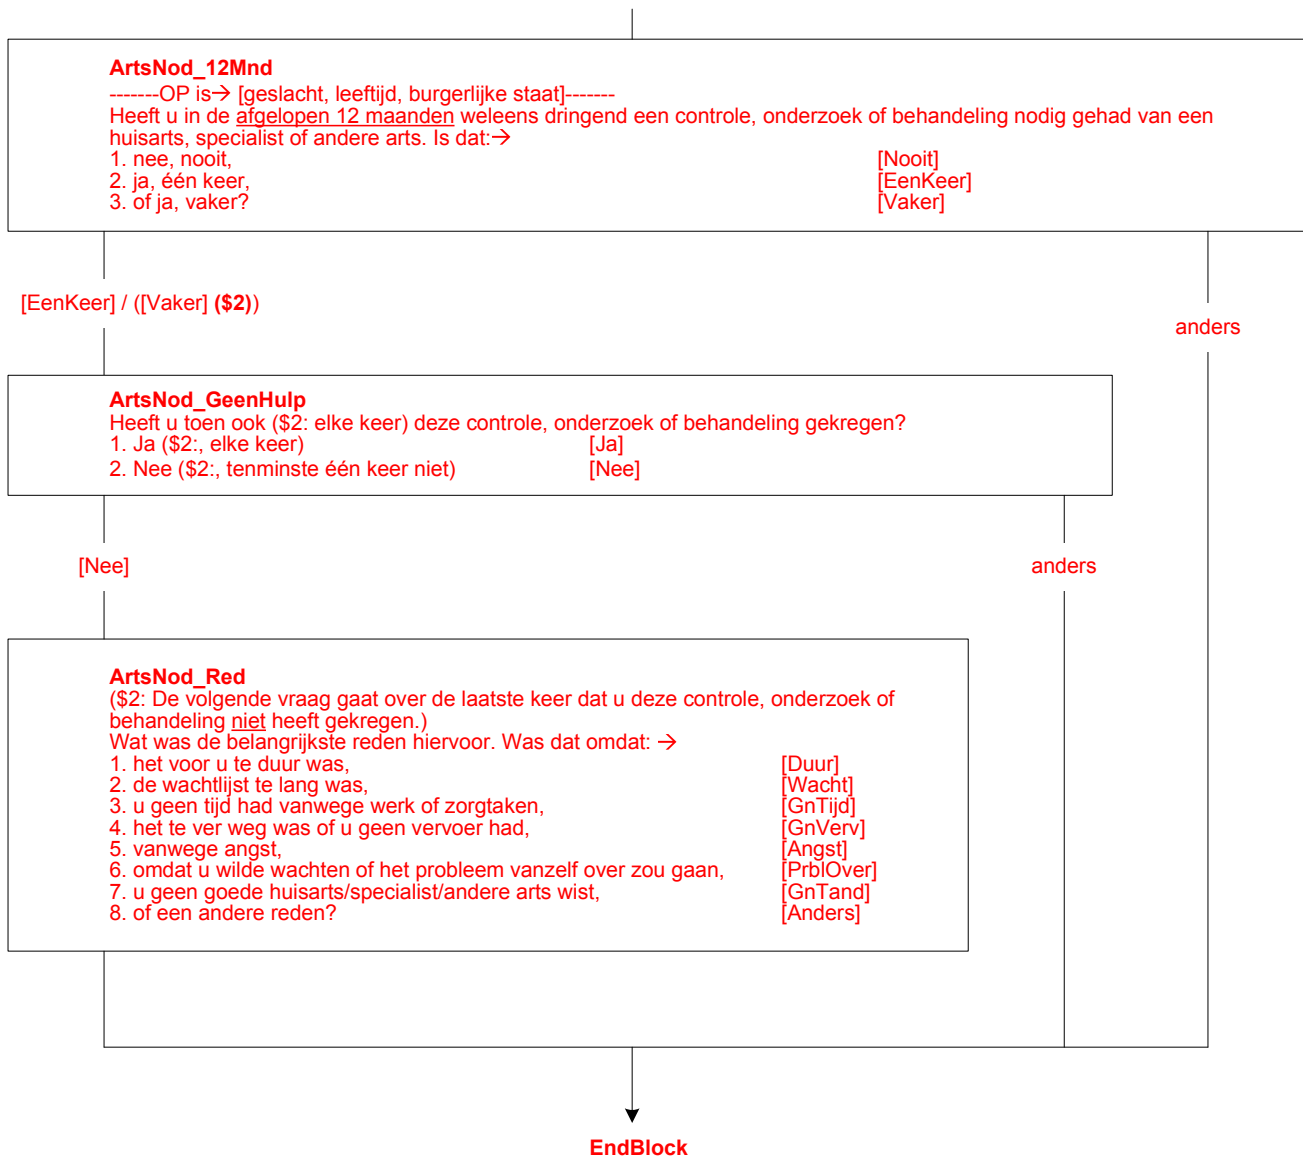 ArtsNod_12Mnd
-------OP is→ [geslacht, leeftijd, burgerlijke staat]-------
Heeft u in de afgelopen 12 maanden weleens dringend een controle, onderzoek of behandeling nodig gehad van een
huisarts, specialist of andere arts. Is dat:→
1. nee, nooit, [Nooit]
2. ja, één keer, [EenKeer]
3. of ja, vaker? [Vaker]
[EenKeer] / ([Vaker] ($2))
anders
ArtsNod_GeenHulp
Heeft u toen ook ($2: elke keer) deze controle, onderzoek of behandeling gekregen?
1. Ja ($2:, elke keer) [Ja]
2. Nee ($2:, tenminste één keer niet) [Nee]
[Nee] anders
ArtsNod_Red
($2: De volgende vraag gaat over de laatste keer dat u deze controle, onderzoek of
behandeling niet heeft gekregen.)
Wat was de belangrijkste reden hiervoor. Was dat omdat: →
1. het voor u te duur was, [Duur]
2. de wachtlijst te lang was, [Wacht]
3. u geen tijd had vanwege werk of zorgtaken, [GnTijd]
4. het te ver weg was of u geen vervoer had, [GnVerv]
5. vanwege angst, [Angst]
6. omdat u wilde wachten of het probleem vanzelf over zou gaan, [PrblOver]
7. u geen goede huisarts/specialist/andere arts wist, [GnTand]
8. of een andere reden? [Anders]
EndBlock